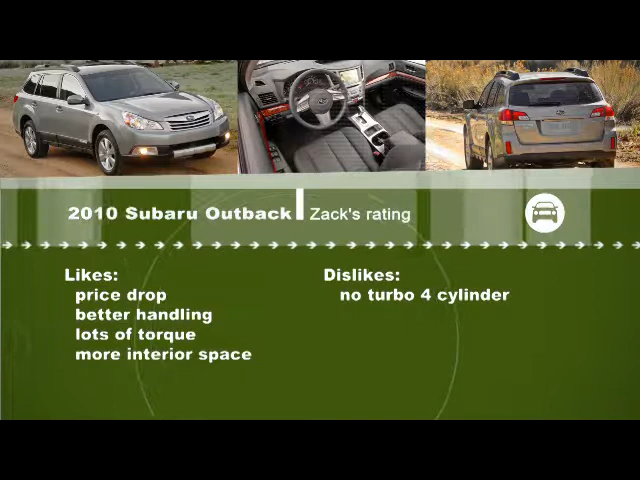 2010 Subaru Outback Zack's rating
Likes:
price drop
better handling
lots of torque
more interior space
Dislikes:
no turbo 4 cylinder